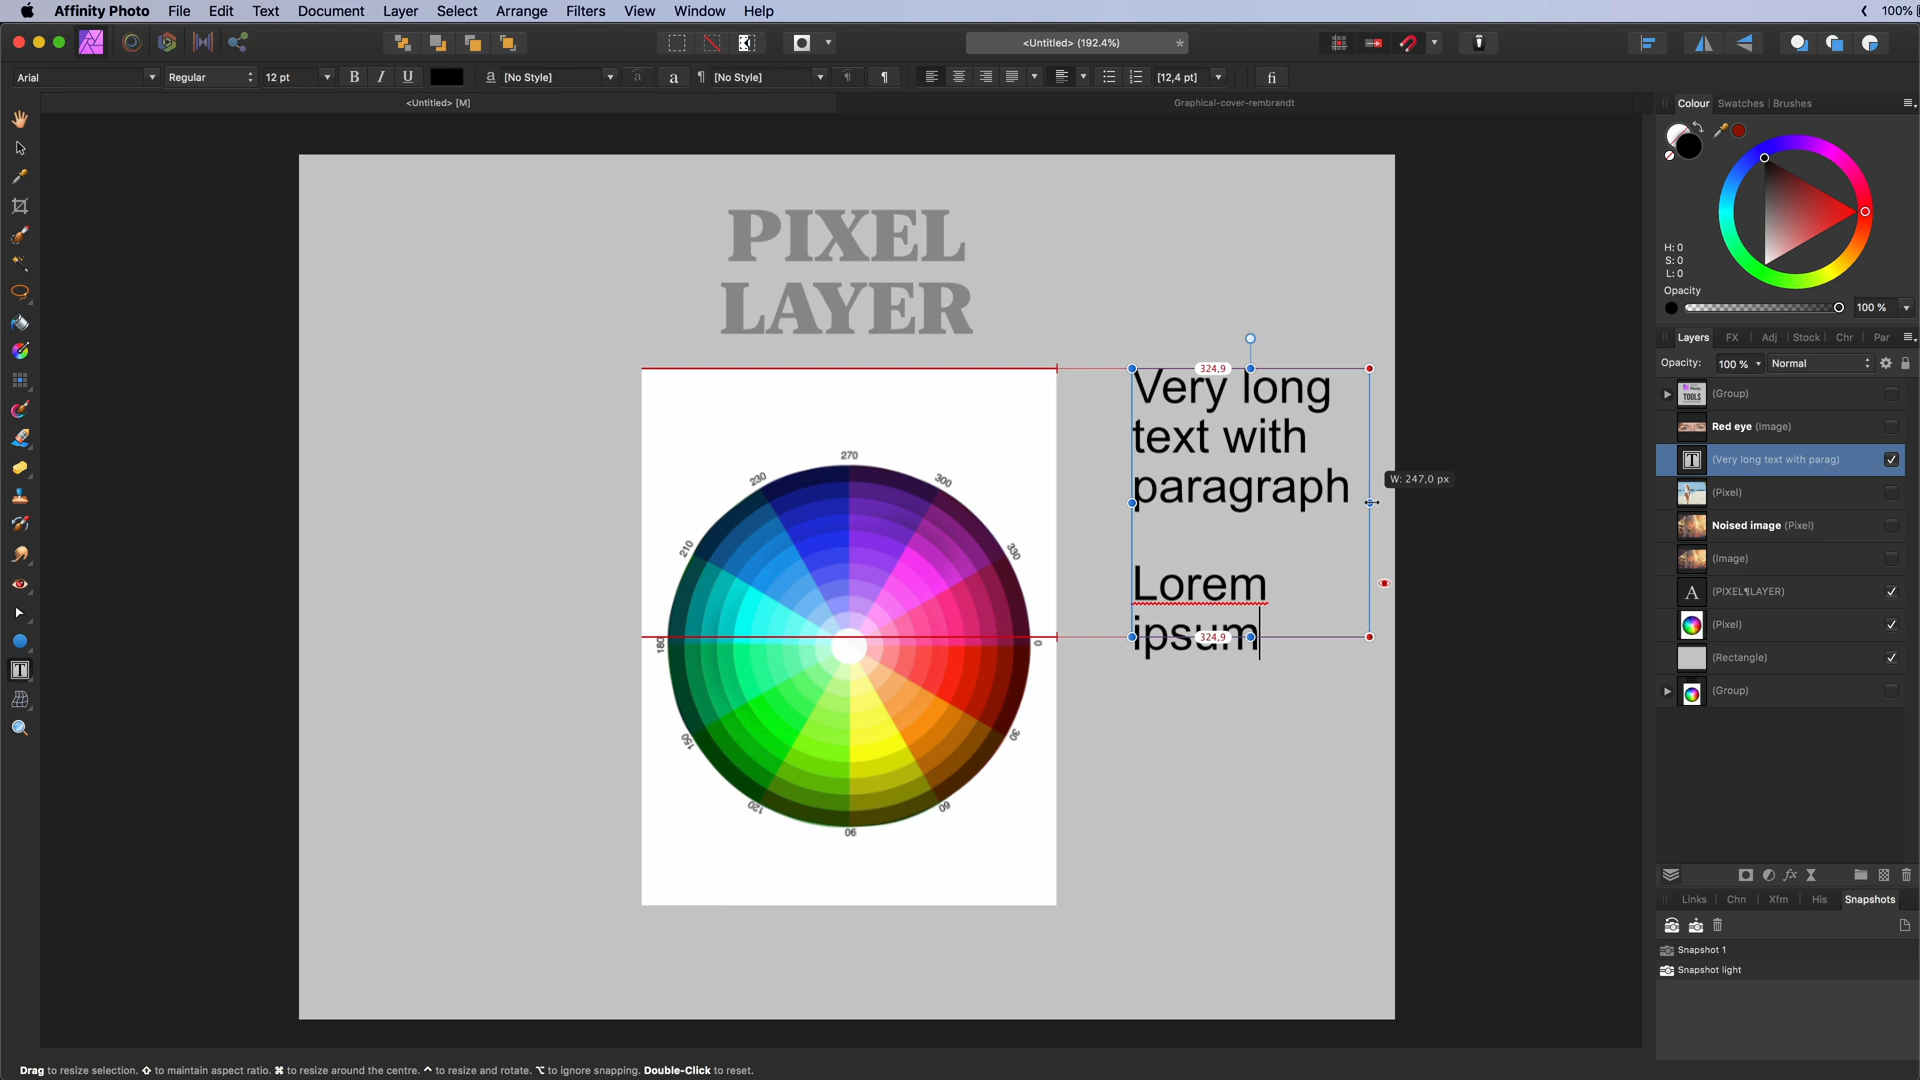 Affinity Photo File Edit Text Document Layer Select Arrange Filters View Window Help 100%
<Untitled> (192.4%)
Arial Regular 12 pt B I U a [No Style] a a ¶ [No Style] ¶ ¶ [12,4 pt] fi
<Untitled> [M] Graphical-cover-rembrandt
Colour Swatches Brushes
H: 0
S: 0
L: 0
Opacity
100 %
Layers FX Adj Stock Chr Par
Opacity: 100 % Normal
(Group)
Red eye (Image)
(Very long text with parag)
(Pixel)
Noised image (Pixel)
(Image)
A (PIXEL¶LAYER)
(Pixel)
(Rectangle)
(Group)
fx
Links Chn Xfm His Snapshots
Snapshot 1
Snapshot light
TOOLS
T
T
PIXEL
LAYER
324,9
Very long
text with
paragraph
W: 247,0 px
Lorem
ipsum
324,9
270
300
330
0
30
60
90
120
150
180
210
230
Drag to resize selection. ⇧ to maintain aspect ratio. ⌘ to resize around the centre. ^ to resize and rotate. ⌥ to ignore snapping. Double-Click to reset.